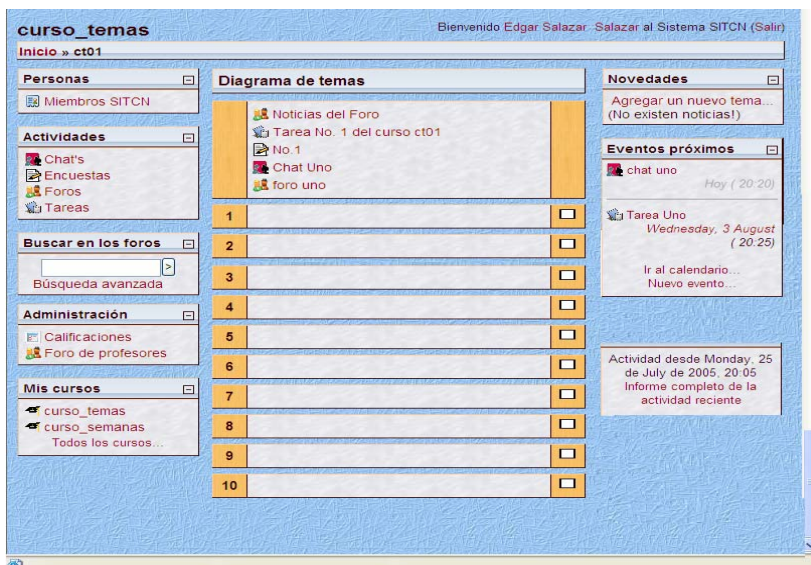 curso_temas
Bienvenido Edgar Salazar Salazar al Sistema SITCN (Salir)
Inicio » ct01
Personas
Miembros SITCN
Actividades
Chat's
Encuestas
Foros
Tareas
Buscar en los foros
>
Búsqueda avanzada
Administración
Calificaciones
Foro de profesores
Mis cursos
curso_temas
curso_semanas
Todos los cursos...
Diagrama de temas
Noticias del Foro
Tarea No. 1 del curso ct01
No.1
Chat Uno
foro uno
1
2
3
4
5
6
7
8
9
10
Novedades
Agregar un nuevo tema...
(No existen noticias!)
Eventos próximos
chat uno
Hoy ( 20:20)
Tarea Uno
Wednesday, 3 August
( 20:25)
Ir al calendario...
Nuevo evento...
Actividad desde Monday, 25
de July de 2005, 20:05
Informe completo de la
actividad reciente